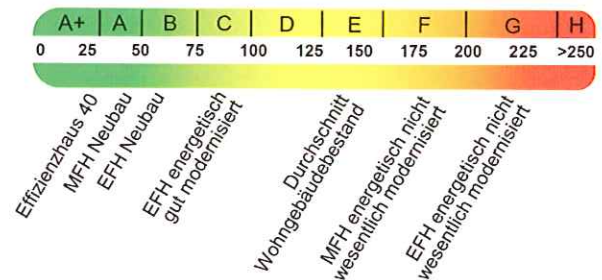 A+ A B C D E F G H
0 25 50 75 100 125 150 175 200 225 >250
Effizienzhaus 40
MFH Neubau
EFH Neubau
EFH energetisch
gut modernisiert
Durchschnitt
Wohngebäudebestand
MFH energetisch nicht
wesentlich modernisiert
EFH energetisch nicht
wesentlich modernisiert